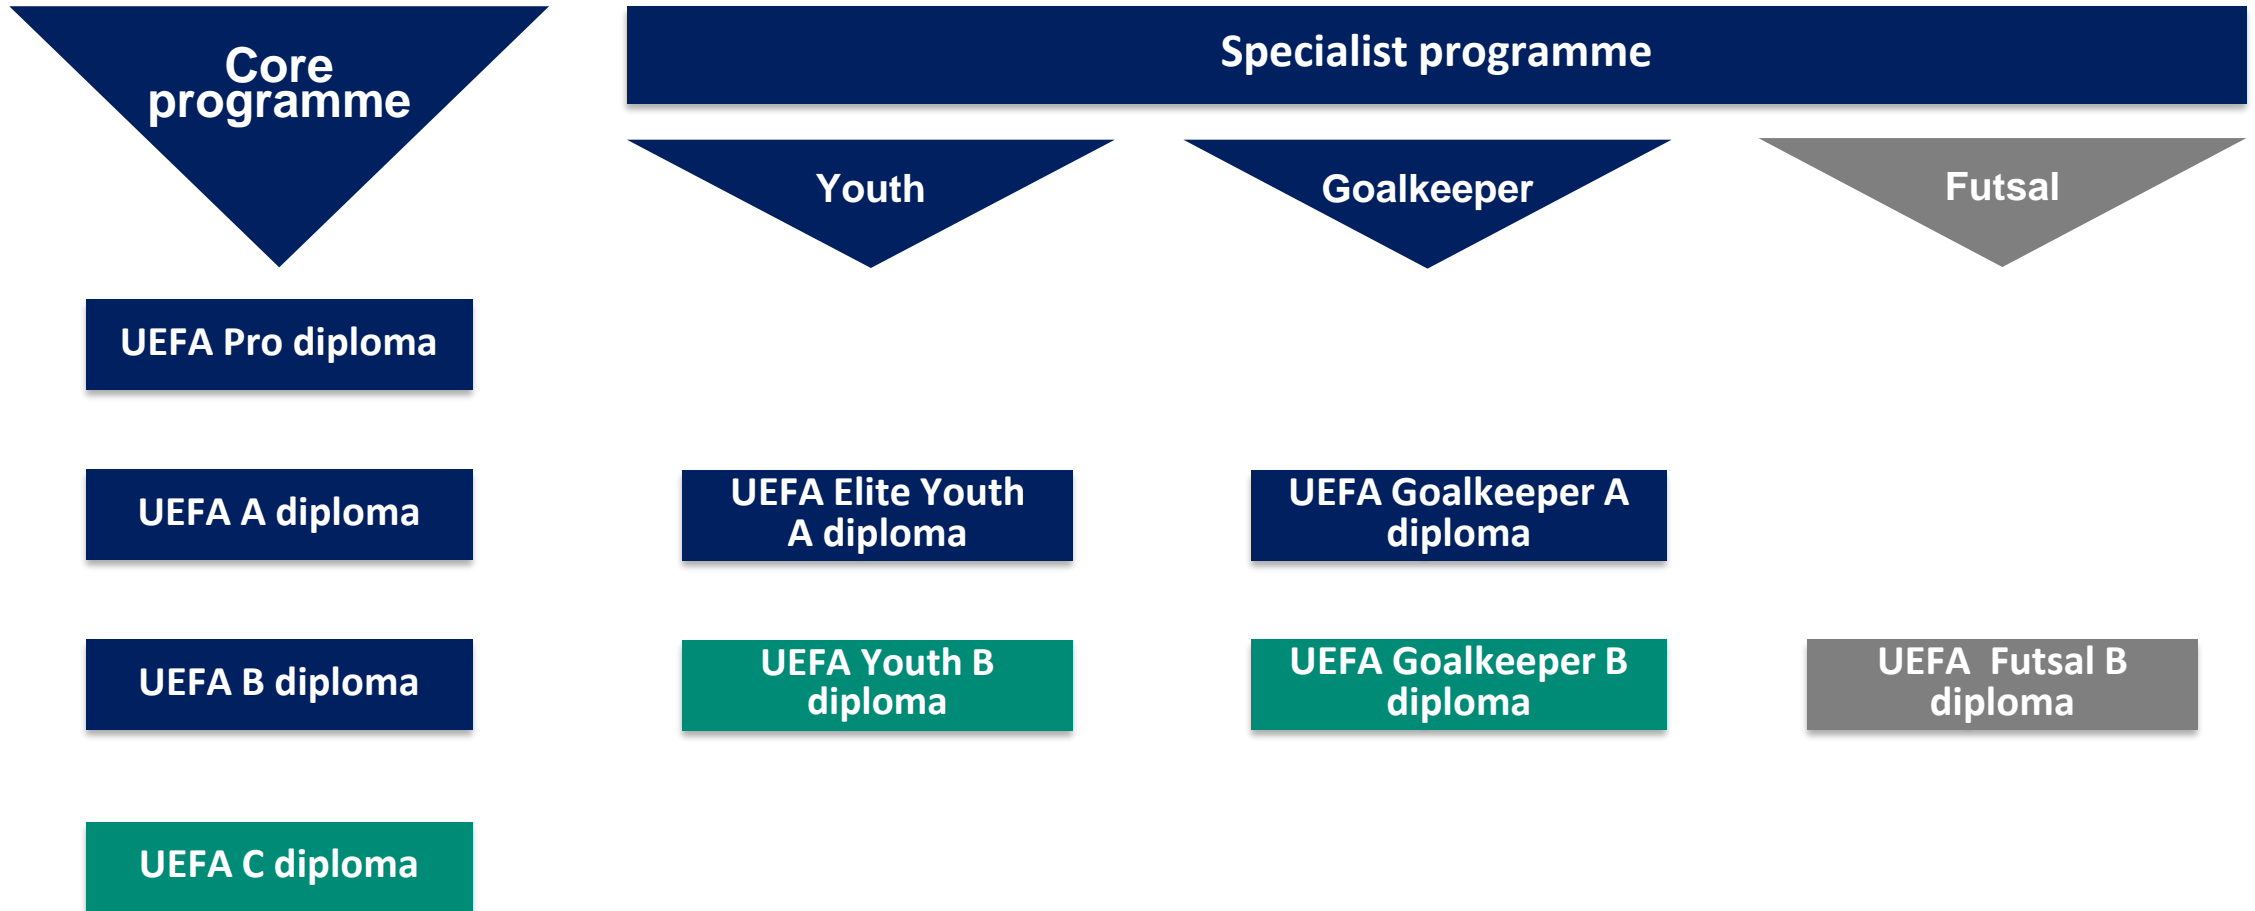 Core
programme
Specialist programme
Youth
Goalkeeper
Futsal
UEFA Pro diploma
UEFA A diploma
UEFA Elite Youth
A diploma
UEFA Goalkeeper A
diploma
UEFA B diploma
UEFA Youth B
diploma
UEFA Goalkeeper B
diploma
UEFA  Futsal B
diploma
UEFA C diploma